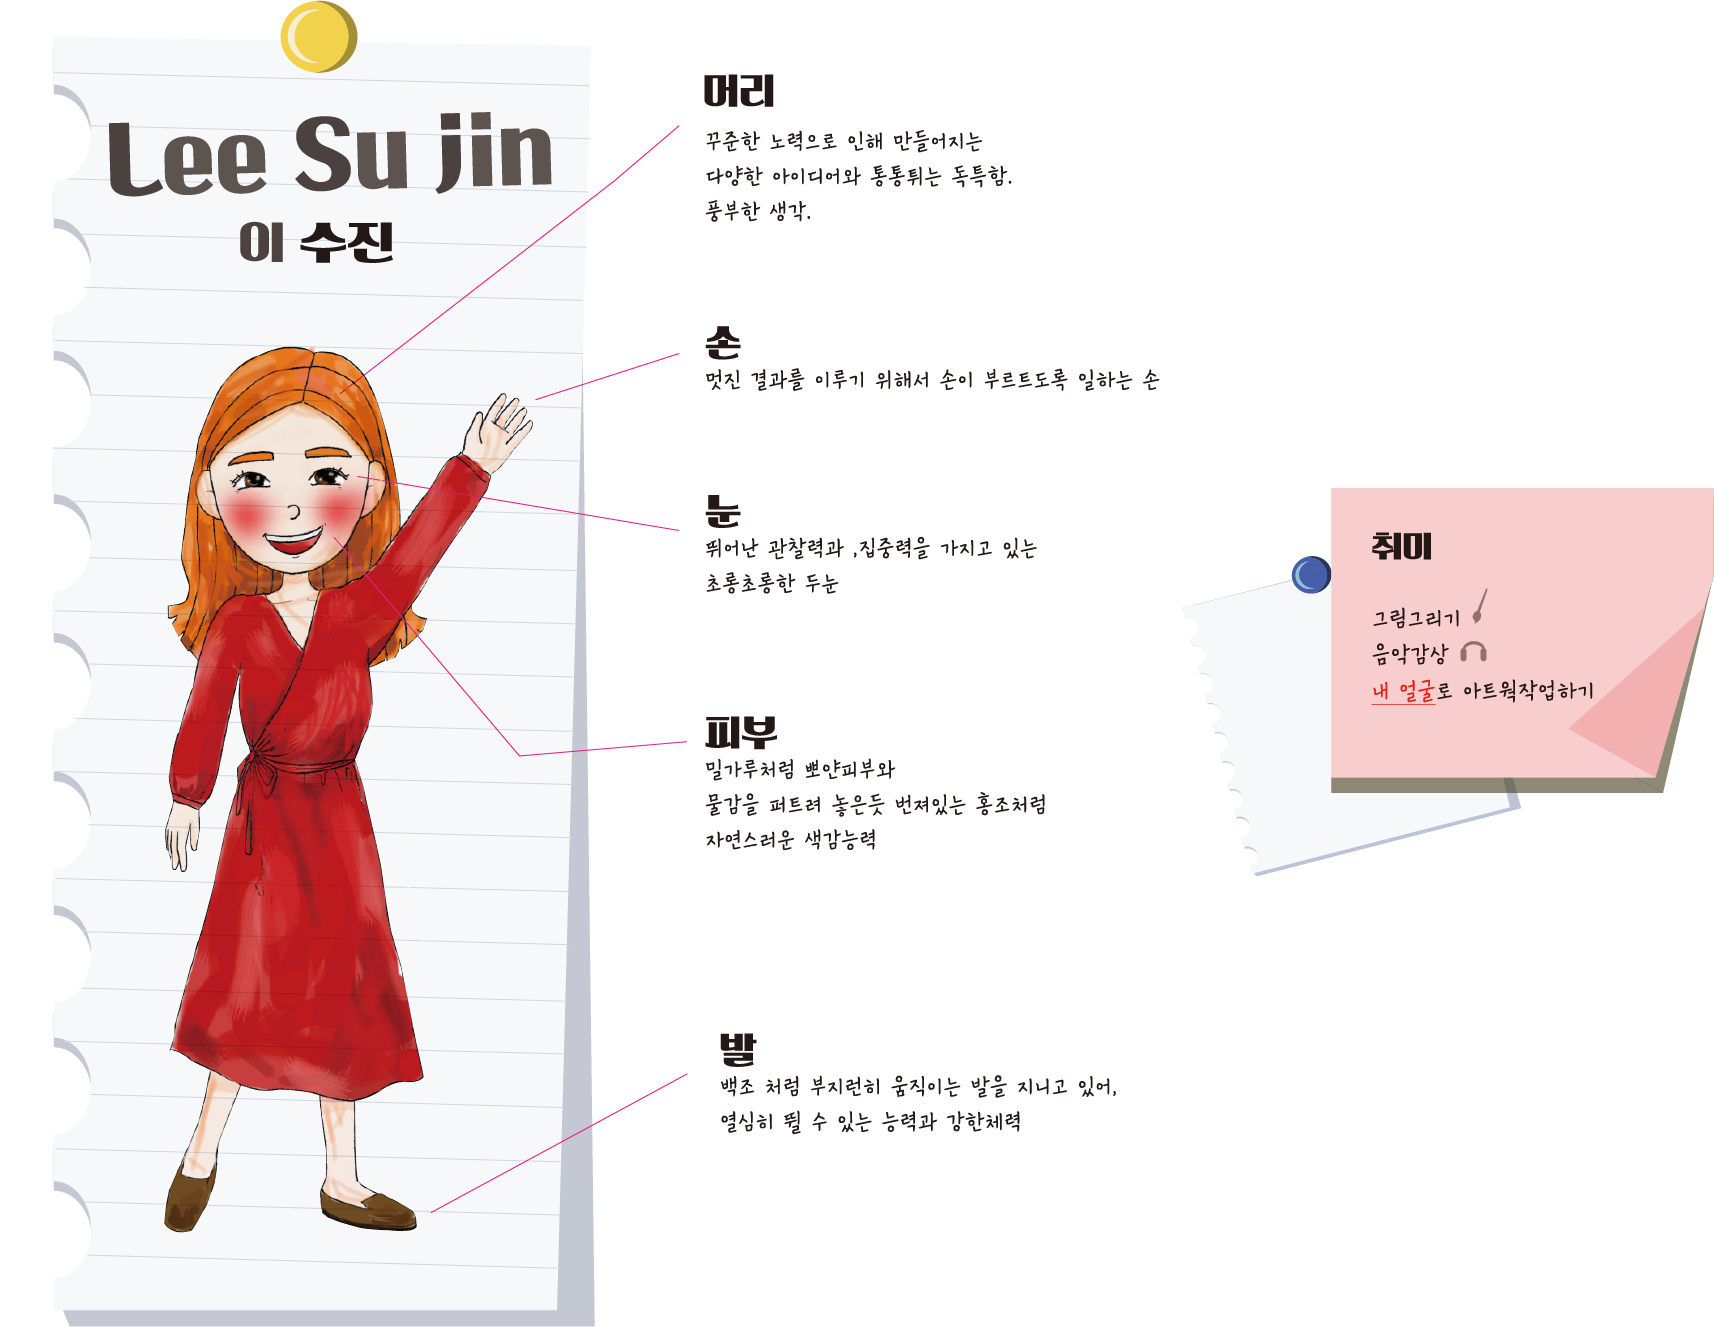 Lee Su jin
이 수진
머리
꾸준한 노력으로 인해 만들어지는
다양한 아이디어와 통통튀는 독특함.
풍부한 생각.
손
멋진 결과를 이루기 위해서 손이 부르트도록 일하는 손
눈
뛰어난 관찰력과 ,집중력을 가지고 있는
초롱초롱한 두눈
피부
밀가루처럼 뽀얀피부와
물감을 퍼트려 놓은듯 번져있는 홍조처럼
자연스러운 색감능력
발
백조 처럼 부지런히 움직이는 발을 지니고 있어,
열심히 뛸 수 있는 능력과 강한체력
취미
그림그리기
음악감상
내 얼굴로 아트웍작업하기